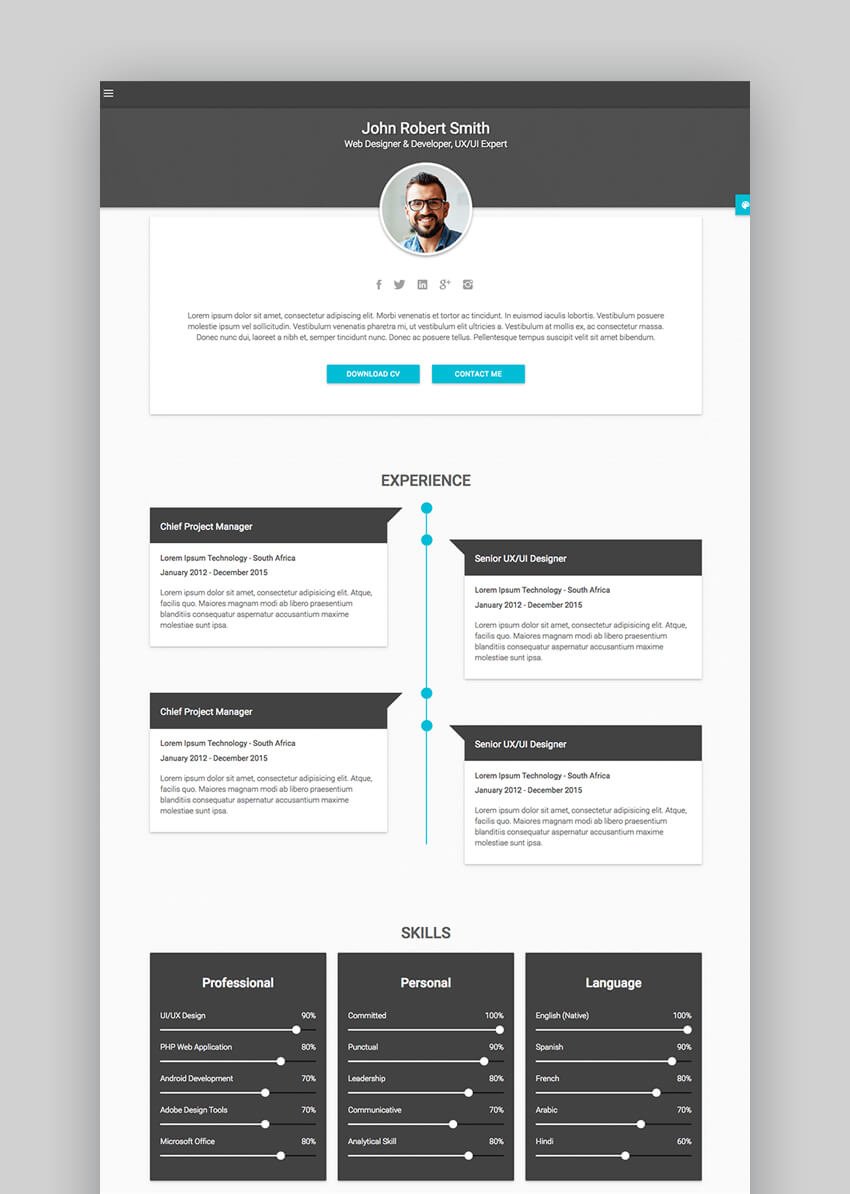 John Robert Smith
Web Designer & Developer, UX/UI Expert
Lorem ipsum dolor sit amet, consectetur adipiscing elit. Morbi venenatis et tortor ac tincidunt. In euismod iaculis lobortis. Vestibulum posuere
molestie ipsum vel sollicitudin. Vestibulum venenatis pharetra mi, ut vestibulum elit ultricies a. Vestibulum at mollis ex, ac consectetur massa.
Donec nunc dui, laoreet a nibh et, semper tincidunt nunc. Donec ac posuere tellus. Pellentesque tempus suscipit velit sit amet bibendum.
DOWNLOAD CV
CONTACT ME
EXPERIENCE
Chief Project Manager
Lorem Ipsum Technology - South Africa
January 2012 - December 2015
Lorem ipsum dolor sit amet, consectetur adipisicing elit. Atque,
facilis quo. Maiores magnam modi ab libero praesentium
blanditiis consequatur aspernatur accusantium maxime
molestiae sunt ipsa.
Senior UX/UI Designer
Lorem Ipsum Technology - South Africa
January 2012 - December 2015
Lorem ipsum dolor sit amet, consectetur adipisicing elit. Atque,
facilis quo. Maiores magnam modi ab libero praesentium
blanditiis consequatur aspernatur accusantium maxime
molestiae sunt ipsa.
Chief Project Manager
Lorem Ipsum Technology - South Africa
January 2012 - December 2015
Lorem ipsum dolor sit amet, consectetur adipisicing elit. Atque,
facilis quo. Maiores magnam modi ab libero praesentium
blanditiis consequatur aspernatur accusantium maxime
molestiae sunt ipsa.
Senior UX/UI Designer
Lorem Ipsum Technology - South Africa
January 2012 - December 2015
Lorem ipsum dolor sit amet, consectetur adipisicing elit. Atque,
facilis quo. Maiores magnam modi ab libero praesentium
blanditiis consequatur aspernatur accusantium maxime
molestiae sunt ipsa.
SKILLS
Professional
UI/UX Design 90%
PHP Web Application 80%
Android Development 70%
Adobe Design Tools 70%
Microsoft Office 80%
Personal
Committed 100%
Punctual 90%
Leadership 80%
Communicative 70%
Analytical Skill 80%
Language
English (Native) 100%
Spanish 90%
French 80%
Arabic 70%
Hindi 60%